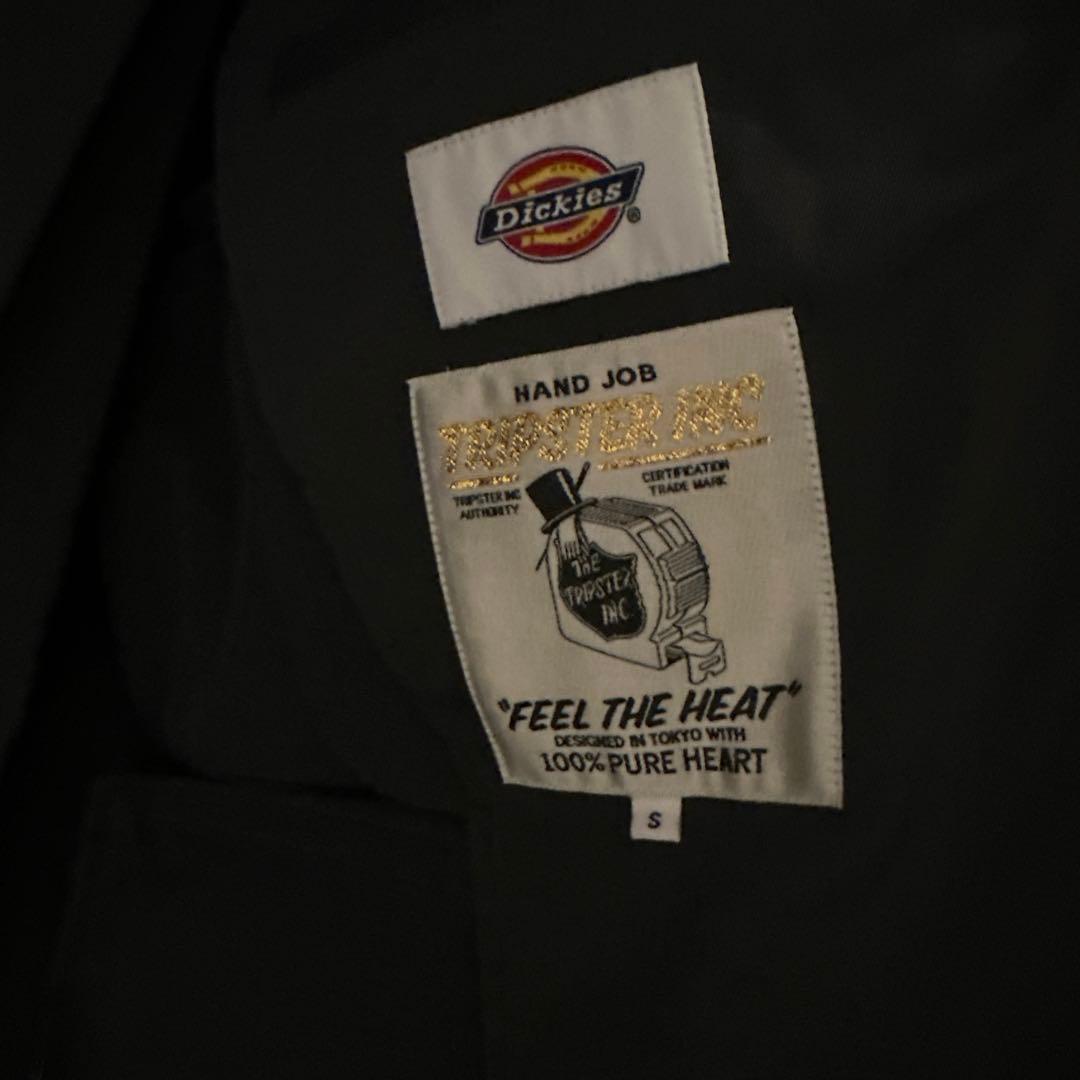 Dickies®
HAND JOB
TRIPSTER INC
TRIPSTER INC
AUTHORITY
CERTIFICATION
TRADE MARK
THE
TRIPSTER
INC.
"FEEL THE HEAT"
DESIGNED IN TOKYO WITH
100% PURE HEART
S